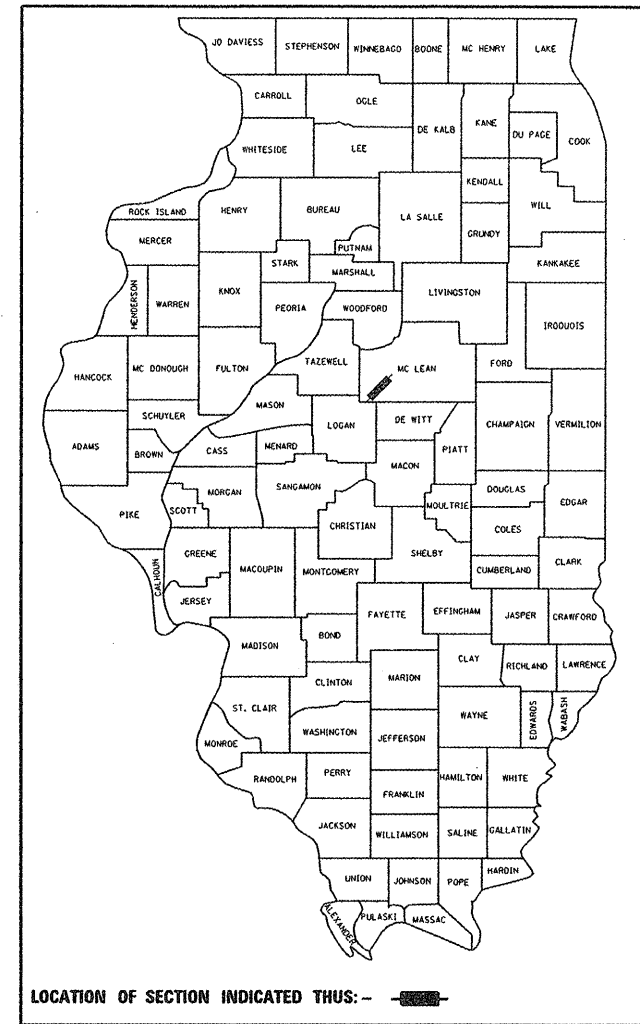 JO DAVIESS STEPHENSON WINNEBAGO BOONE MC HENRY LAKE
CARROLL OGLE DE KALB KANE DU PAGE COOK
WHITESIDE LEE KENDALL WILL
ROCK ISLAND HENRY BUREAU LA SALLE GRUNDY
MERCER PUTNAM KANKAKEE
STARK MARSHALL
HENDERSON WARREN KNOX PEORIA WOODFORD LIVINGSTON IROQUOIS
HANCOCK MC DONOUGH FULTON TAZEWELL MC LEAN FORD
SCHUYLER MASON LOGAN DE WITT CHAMPAIGN VERMILION
ADAMS BROWN CASS MENARD MACON PIATT
PIKE SCOTT MORGAN SANGAMON CHRISTIAN MOULTRIE DOUGLAS EDGAR
COLES
CALHOUN GREENE MACOUPIN MONTGOMERY SHELBY CUMBERLAND CLARK
JERSEY
MADISON BOND FAYETTE EFFINGHAM JASPER CRAWFORD
CLINTON MARION CLAY RICHLAND LAWRENCE
ST. CLAIR WASHINGTON JEFFERSON WAYNE EDWARDS WABASH
MONROE
RANDOLPH PERRY FRANKLIN HAMILTON WHITE
JACKSON WILLIAMSON SALINE GALLATIN
UNION JOHNSON POPE HARDIN
ALEXANDER PULASKI MASSAC
LOCATION OF SECTION INDICATED THUS:-